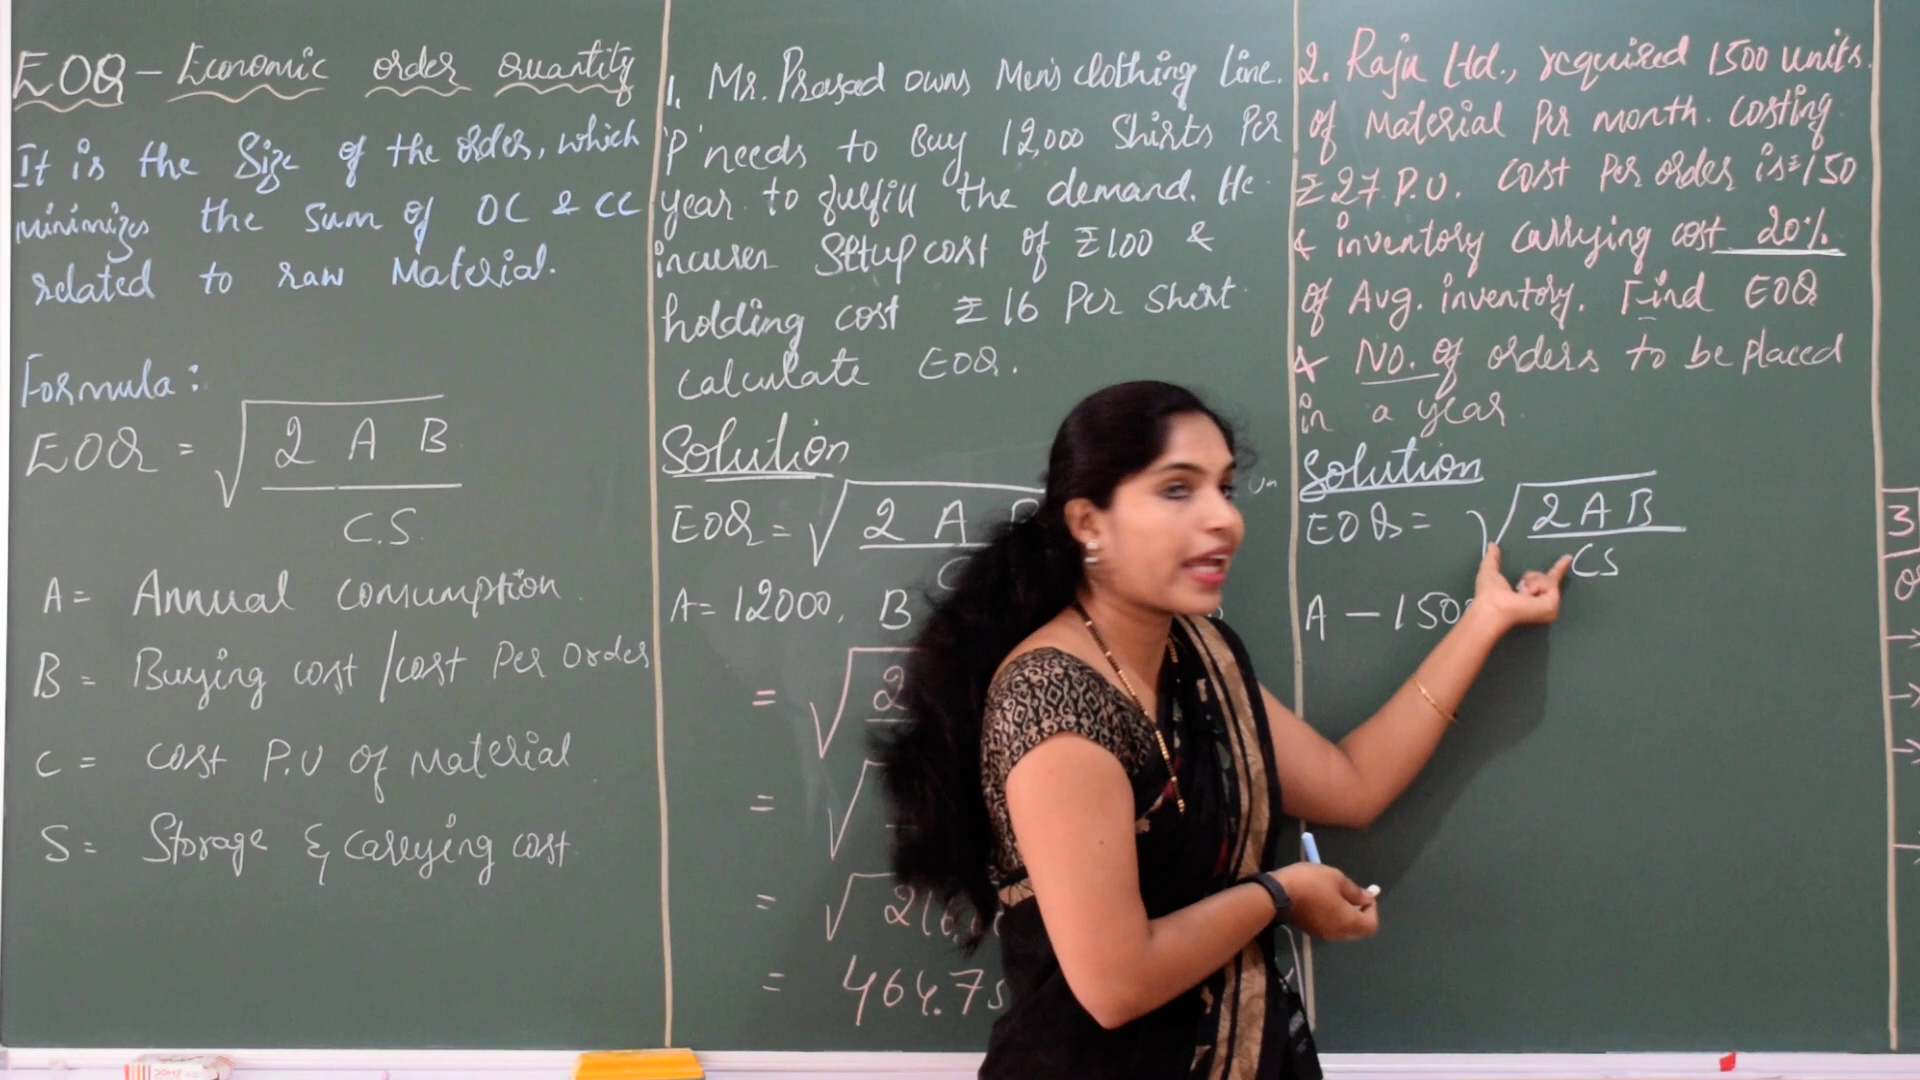 EOQ - Economic order quantity
It is the Size of the order, which
minimizes the sum of OC & CC
related to raw Material.
Formula:
EOQ = √ 2 A B
C.S.
A = Annual consumption
B = Buying cost / cost Per order
C = cost P.U of Material
S = Storage & carrying cost
1. Mr. Prasad owns Men's clothing line.
'P' needs to Buy 12,000 Shirts Per
year to fulfill the demand. He
Setup cost of ₹100 &
holding cost ₹16 Per Shirt
calculate EOQ.
Solution
EOQ = √ 2 A
A = 12000, B
= √ 2
= √
= √ 216
= 464.75
2. Raju Ltd., required 1500 units
of Material Per month. costing
₹27 P.U. cost Per order is ₹150
& inventory carrying cost 20%
of Avg. inventory. Find EOQ
& No. of orders to be placed
in a year.
Solution
EOQ = √ 2 A B
CS
A - 150
3